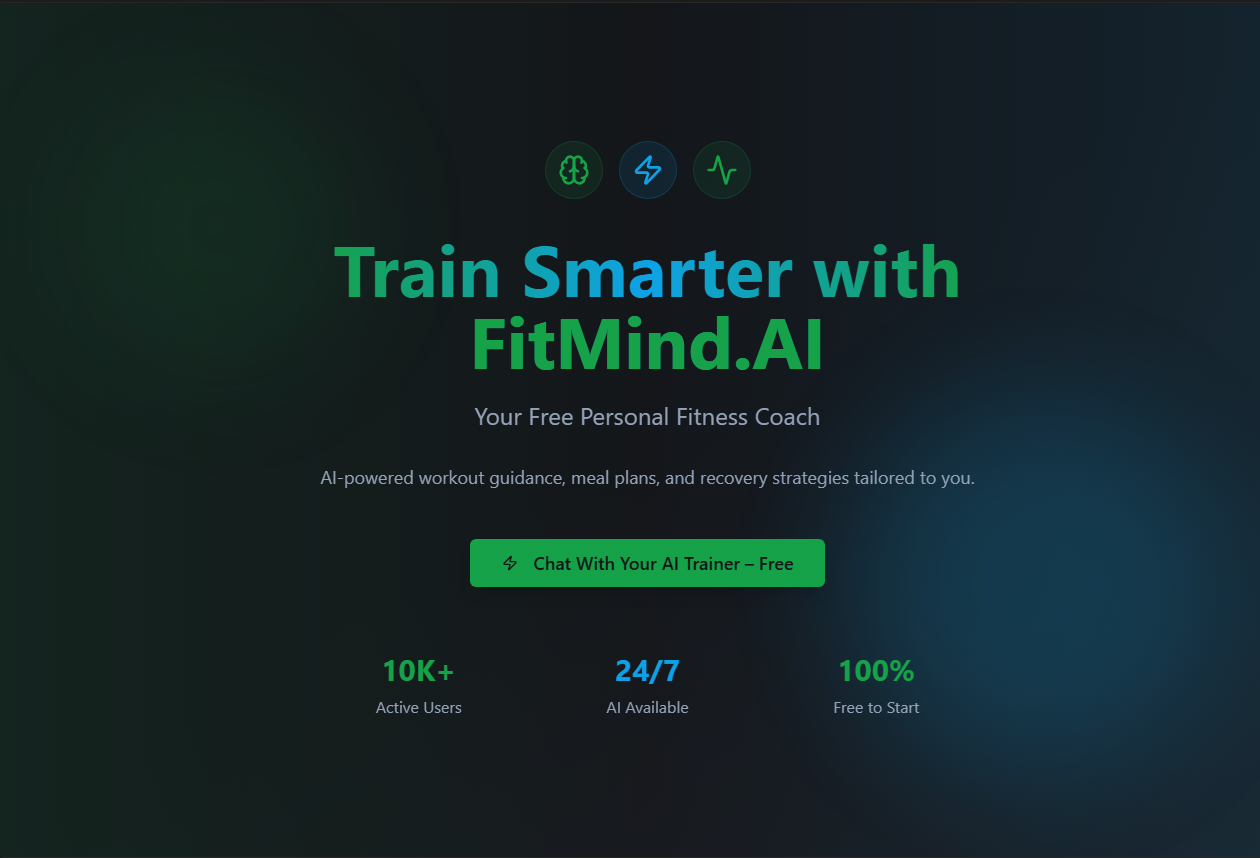 Train Smarter with
FitMind.AI
Your Free Personal Fitness Coach
AI-powered workout guidance, meal plans, and recovery strategies tailored to you.
Chat With Your AI Trainer – Free
10K+ 24/7 100%
Active Users AI Available Free to Start